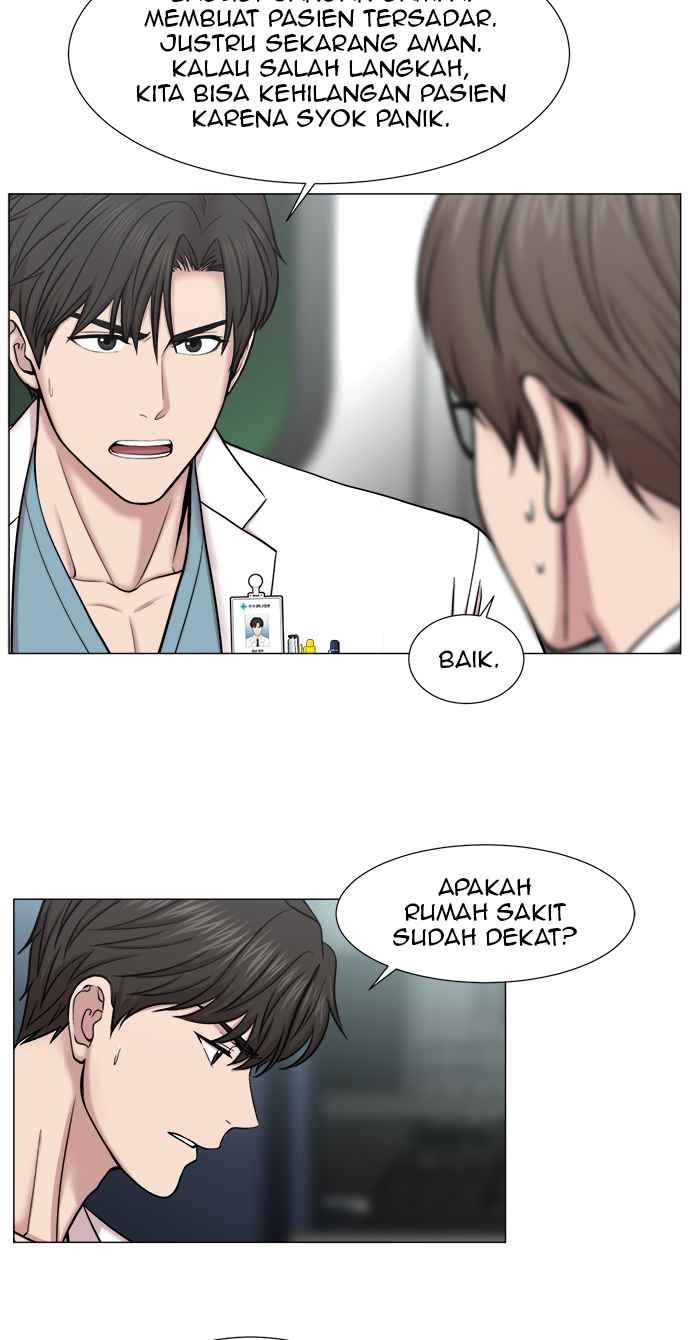 MEMBUAT PASIEN TERSADAR.
JUSTRU SEKARANG AMAN.
KALAU SALAH LANGKAH,
KITA BISA KEHILANGAN PASIEN
KARENA SYOK PANIK.
BAIK.
APAKAH
RUMAH SAKIT
SUDAH DEKAT?